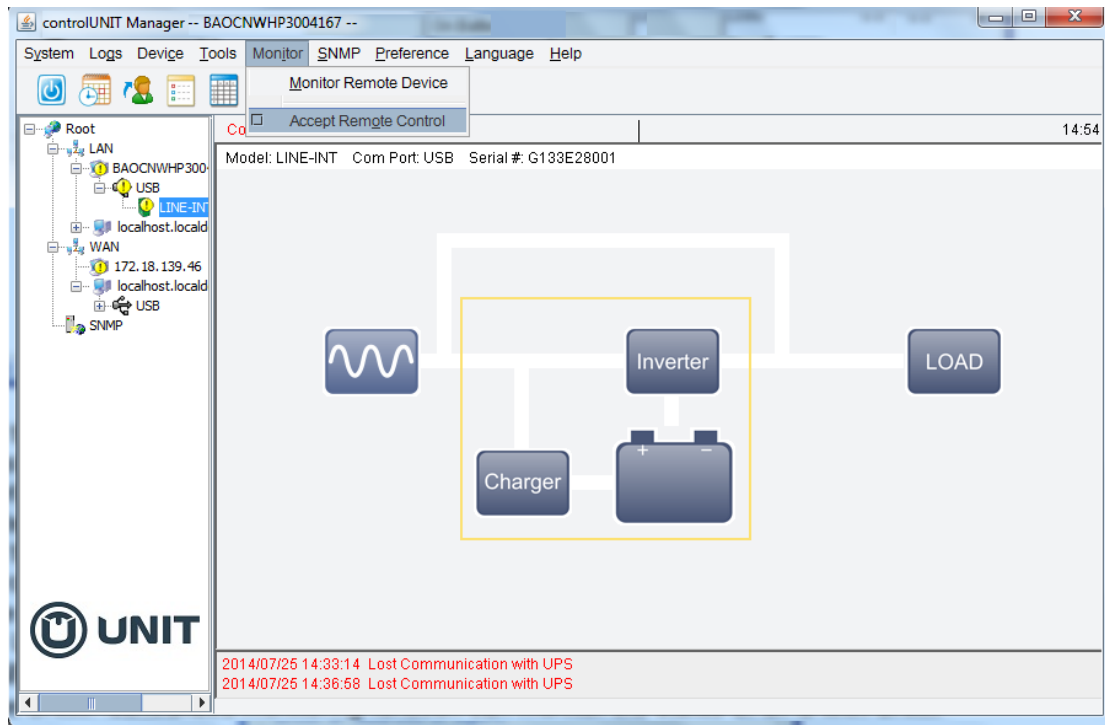 controlUNIT Manager -- BAOCNWHP3004167 --
System Logs Device Tools Monitor SNMP Preference Language Help
Monitor Remote Device
Accept Remote Control
Root
Co
14:54
LAN
Model: LINE-INT Com Port: USB Serial #: G133E28001
BAOCNWHP300
USB
LINE-INT
localhost.locald
WAN
172.18.139.46
localhost.locald
USB
SNMP
Inverter
LOAD
Charger
+ −
UNIT
2014/07/25 14:33:14 Lost Communication with UPS
2014/07/25 14:36:58 Lost Communication with UPS